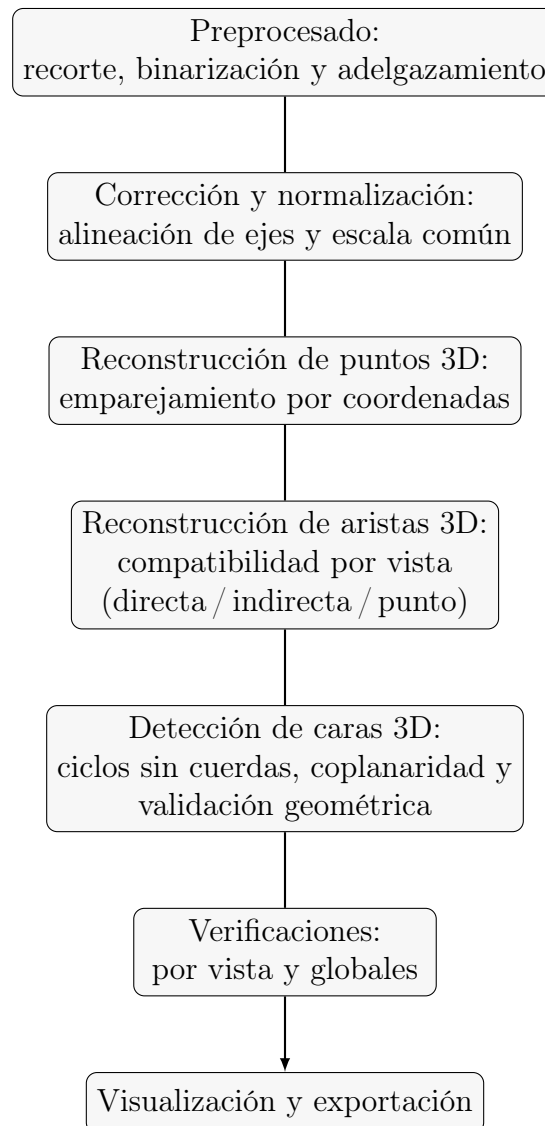 Preprocesado:
recorte, binarización y adelgazamiento
Corrección y normalización:
alineación de ejes y escala común
Reconstrucción de puntos 3D:
emparejamiento por coordenadas
Reconstrucción de aristas 3D:
compatibilidad por vista
(directa / indirecta / punto)
Detección de caras 3D:
ciclos sin cuerdas, coplanaridad y
validación geométrica
Verificaciones:
por vista y globales
Visualización y exportación